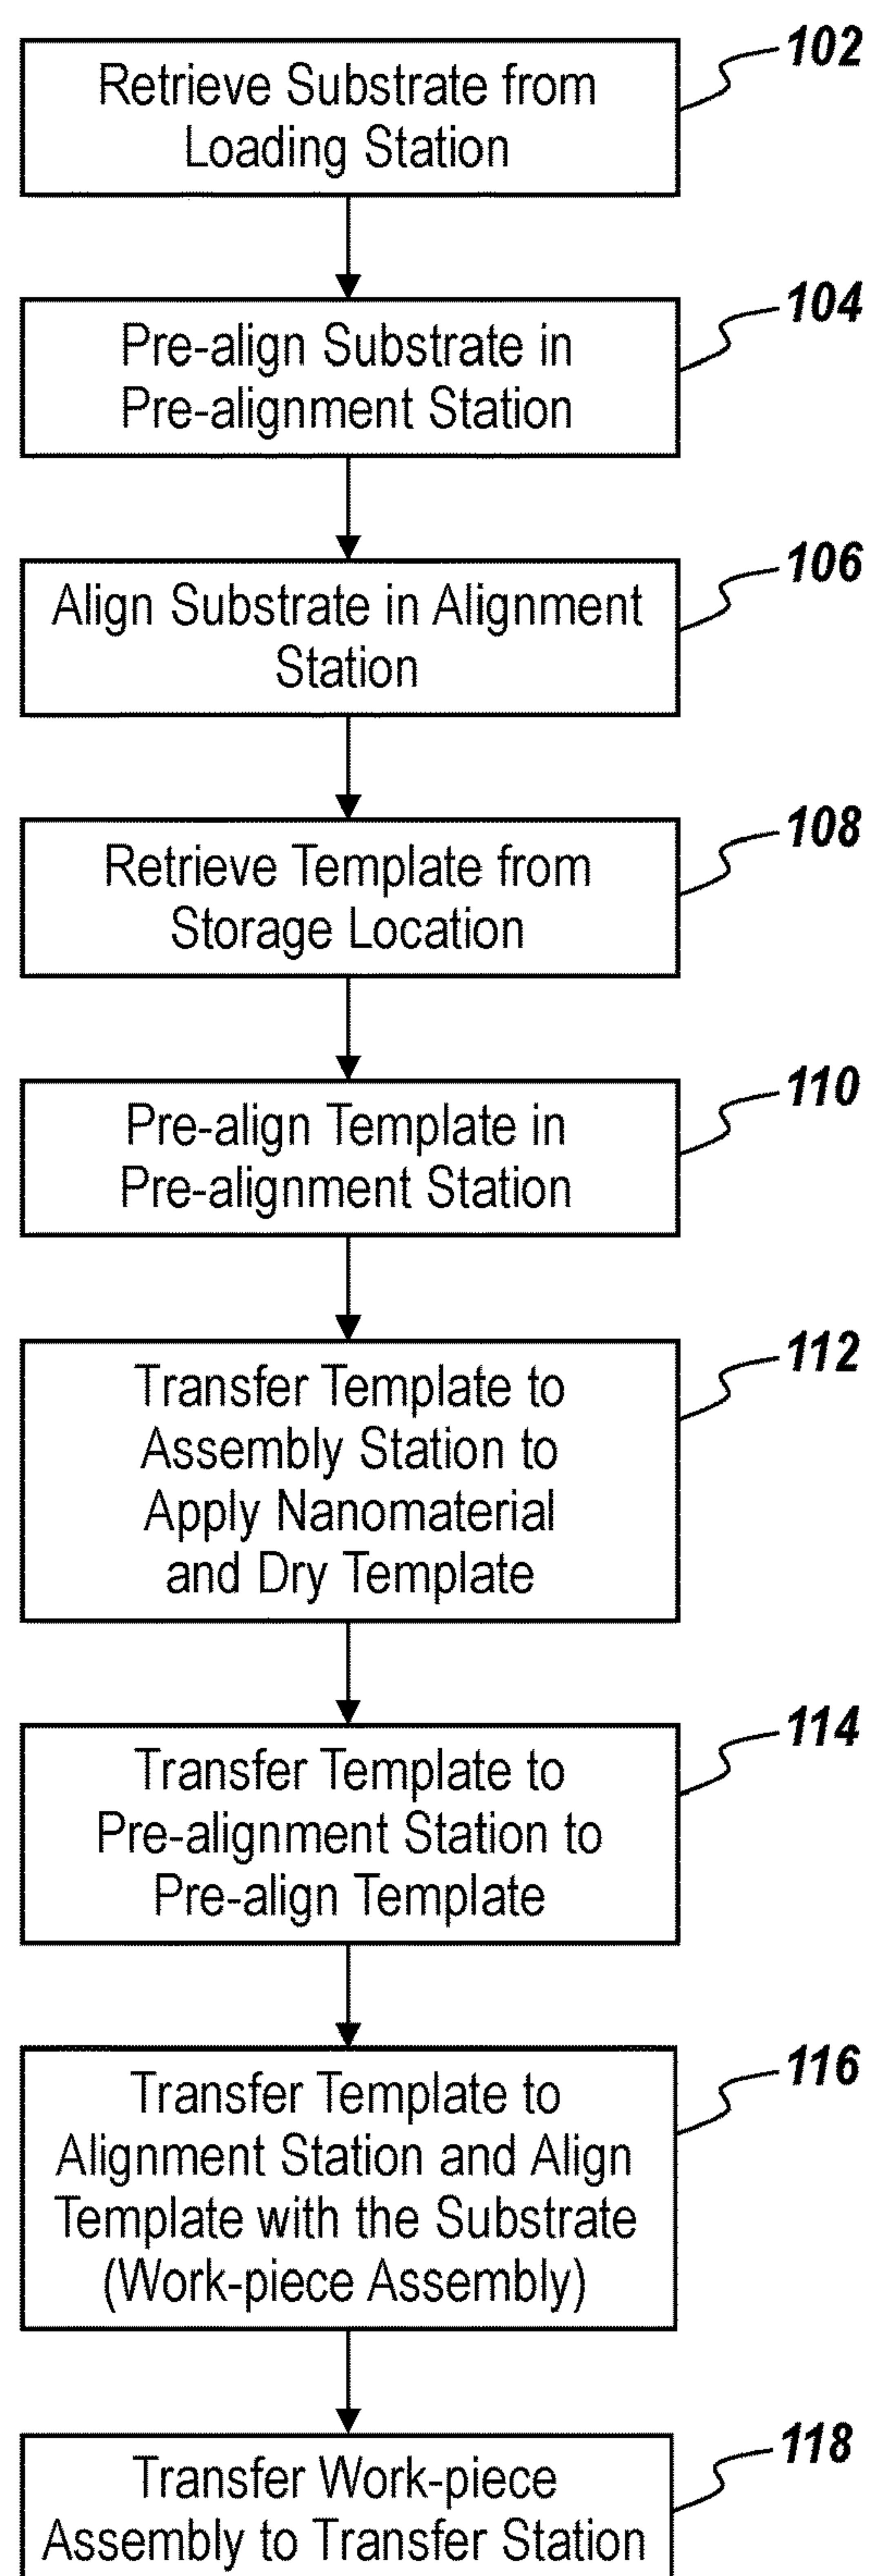 102
Retrieve Substrate from
Loading Station
104
Pre-align Substrate in
Pre-alignment Station
106
Align Substrate in Alignment
Station
108
Retrieve Template from
Storage Location
110
Pre-align Template in
Pre-alignment Station
112
Transfer Template to
Assembly Station to
Apply Nanomaterial
and Dry Template
114
Transfer Template to
Pre-alignment Station to
Pre-align Template
116
Transfer Template to
Alignment Station and Align
Template with the Substrate
(Work-piece Assembly)
118
Transfer Work-piece
Assembly to Transfer Station